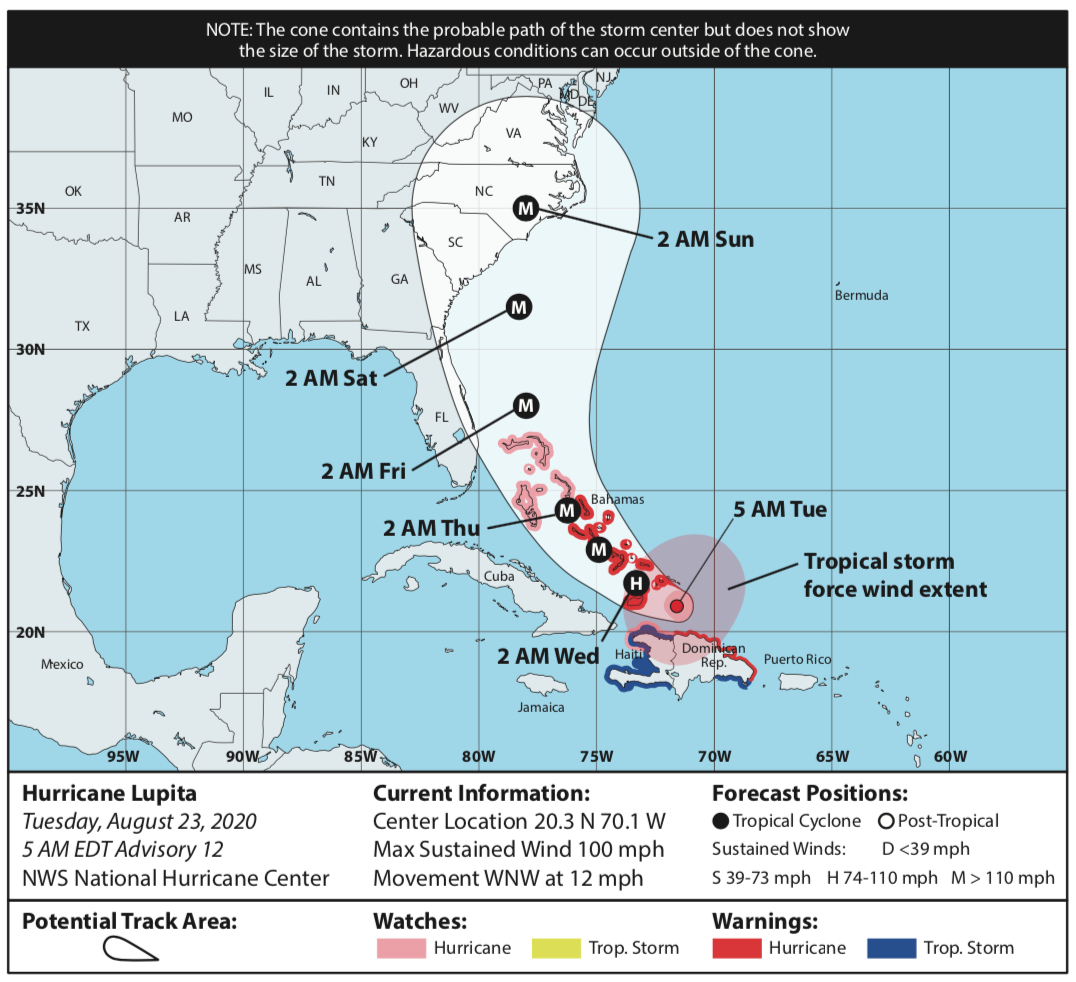 NOTE: The cone contains the probable path of the storm center but does not show
the size of the storm. Hazardous conditions can occur outside of the cone.
IL
IN
OH
PA
NJ
MD
DE
WV
MO
KY
VA
OK
TN
NC
AR
35N
M
2 AM Sun
SC
MS
AL
GA
Bermuda
TX
LA
M
30N
2 AM Sat
M
FL
2 AM Fri
25N
Bahamas
M
2 AM Thu
5 AM Tue
M
Tropical storm
force wind extent
Cuba
H
20N
2 AM Wed
Haiti
Dominican
Rep.
Mexico
Puerto Rico
Jamaica
95W
90W
85W
80W
75W
70W
65W
60W
Hurricane Lupita
Tuesday, August 23, 2020
5 AM EDT Advisory 12
NWS National Hurricane Center
Current Information:
Center Location 20.3 N 70.1 W
Max Sustained Wind 100 mph
Movement WNW at 12 mph
Forecast Positions:
Tropical Cyclone
Post-Tropical
Sustained Winds: D <39 mph
S 39-73 mph H 74-110 mph M > 110 mph
Potential Track Area:
Watches:
Hurricane
Trop. Storm
Warnings:
Hurricane
Trop. Storm